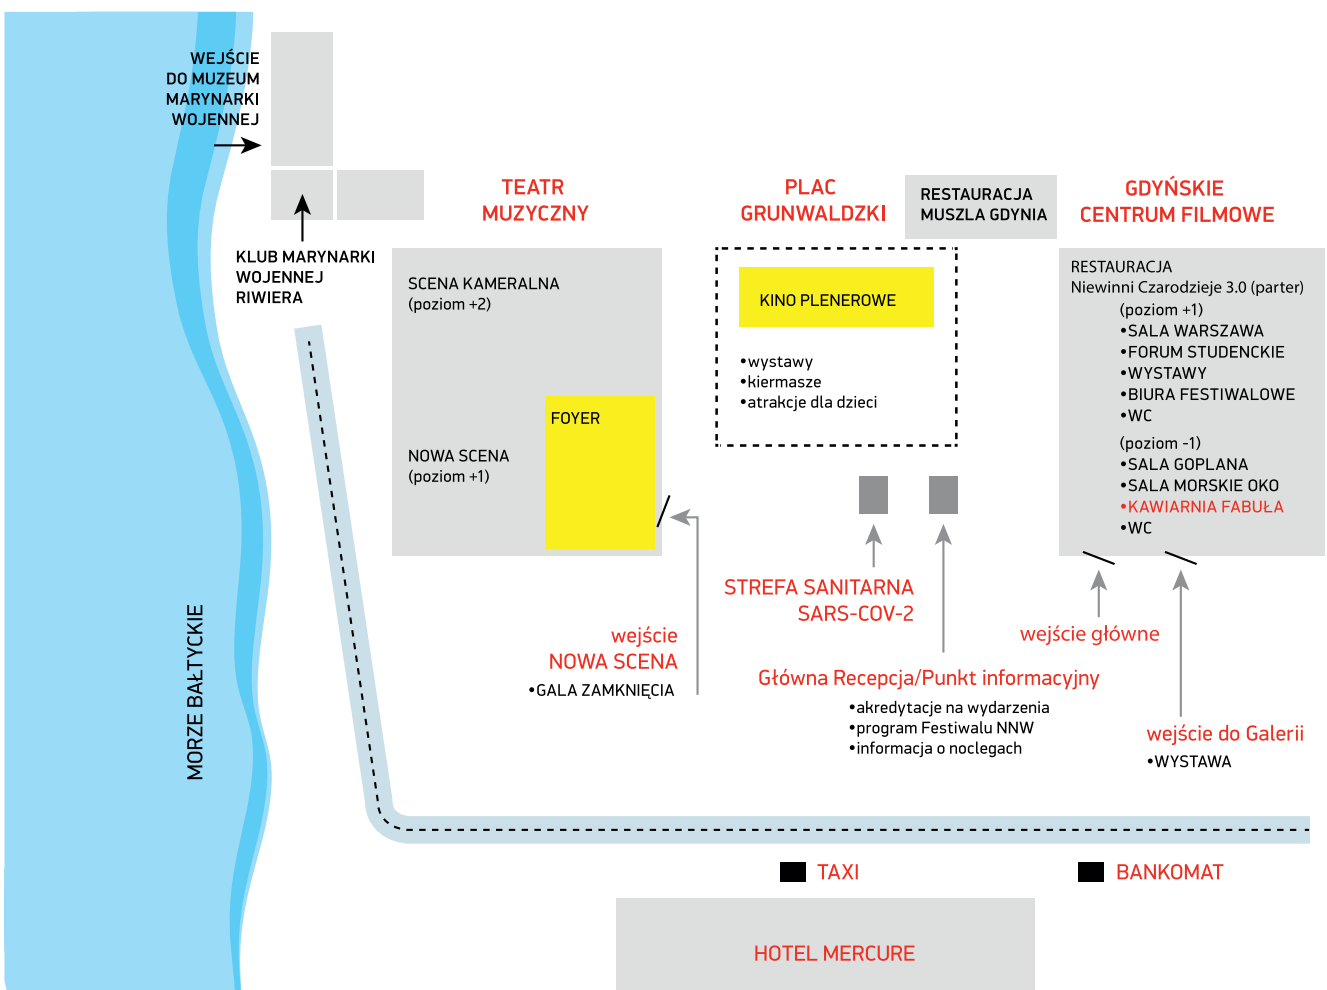 WEJŚCIE
DO MUZEUM
MARYNARKI
WOJENNEJ
KLUB MARYNARKI
WOJENNEJ
RIWIERA
MORZE BAŁTYCKIE
TEATR
MUZYCZNY
SCENA KAMERALNA
(poziom +2)
FOYER
NOWA SCENA
(poziom +1)
wejście
NOWA SCENA
•GALA ZAMKNIĘCIA
PLAC
GRUNWALDZKI
KINO PLENEROWE
•wystawy
•kiermasze
•atrakcje dla dzieci
RESTAURACJA
MUSZLA GDYNIA
STREFA SANITARNA
SARS-COV-2
Główna Recepcja/Punkt informacyjny
•akredytacje na wydarzenia
•program Festiwalu NNW
•informacja o noclegach
GDYŃSKIE
CENTRUM FILMOWE
RESTAURACJA
Niewinni Czarodzieje 3.0 (parter)
(poziom +1)
•SALA WARSZAWA
•FORUM STUDENCKIE
•WYSTAWY
•BIURA FESTIWALOWE
•WC
(poziom -1)
•SALA GOPLANA
•SALA MORSKIE OKO
•KAWIARNIA FABUŁA
•WC
wejście główne
wejście do Galerii
•WYSTAWA
TAXI
BANKOMAT
HOTEL MERCURE